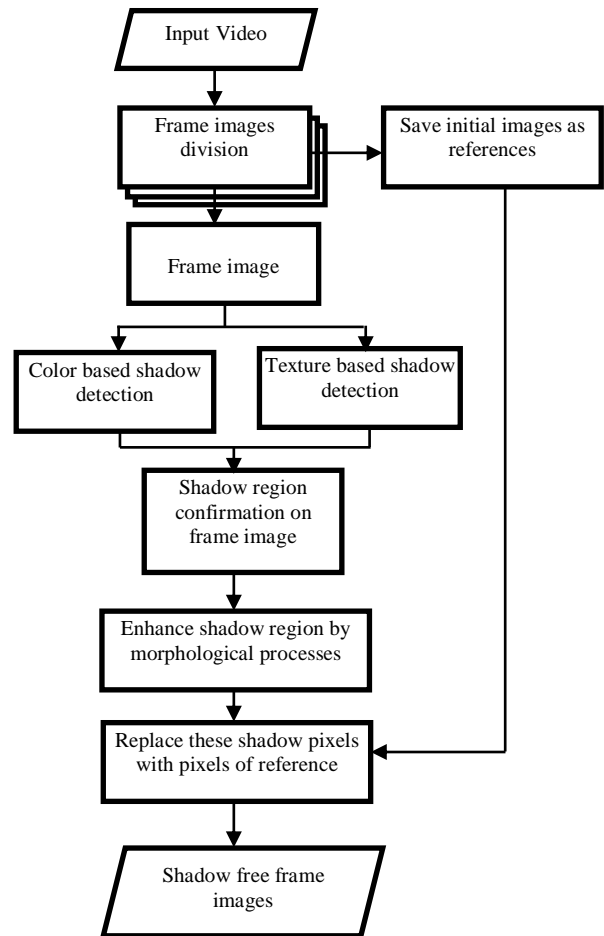 Input Video
Frame images
division
Save initial images as
references
Frame image
Color based shadow
detection
Texture based shadow
detection
Shadow region
confirmation on
frame image
Enhance shadow region by
morphological processes
Replace these shadow pixels
with pixels of reference
Shadow free frame
images